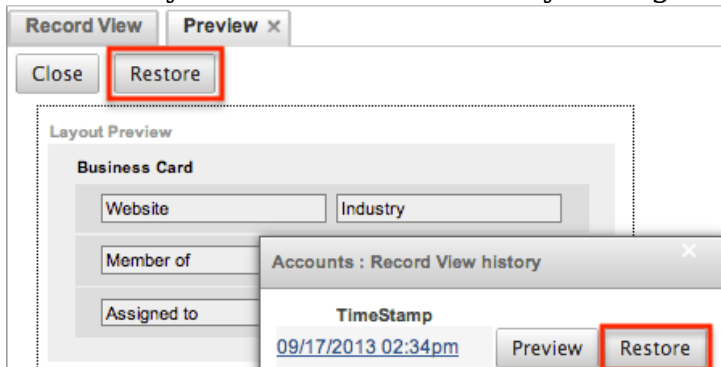 Record View Preview ×
Close Restore
Layout Preview
Business Card
Website Industry
Member of
Accounts : Record View history
Assigned to
TimeStamp
09/17/2013 02:34pm Preview Restore